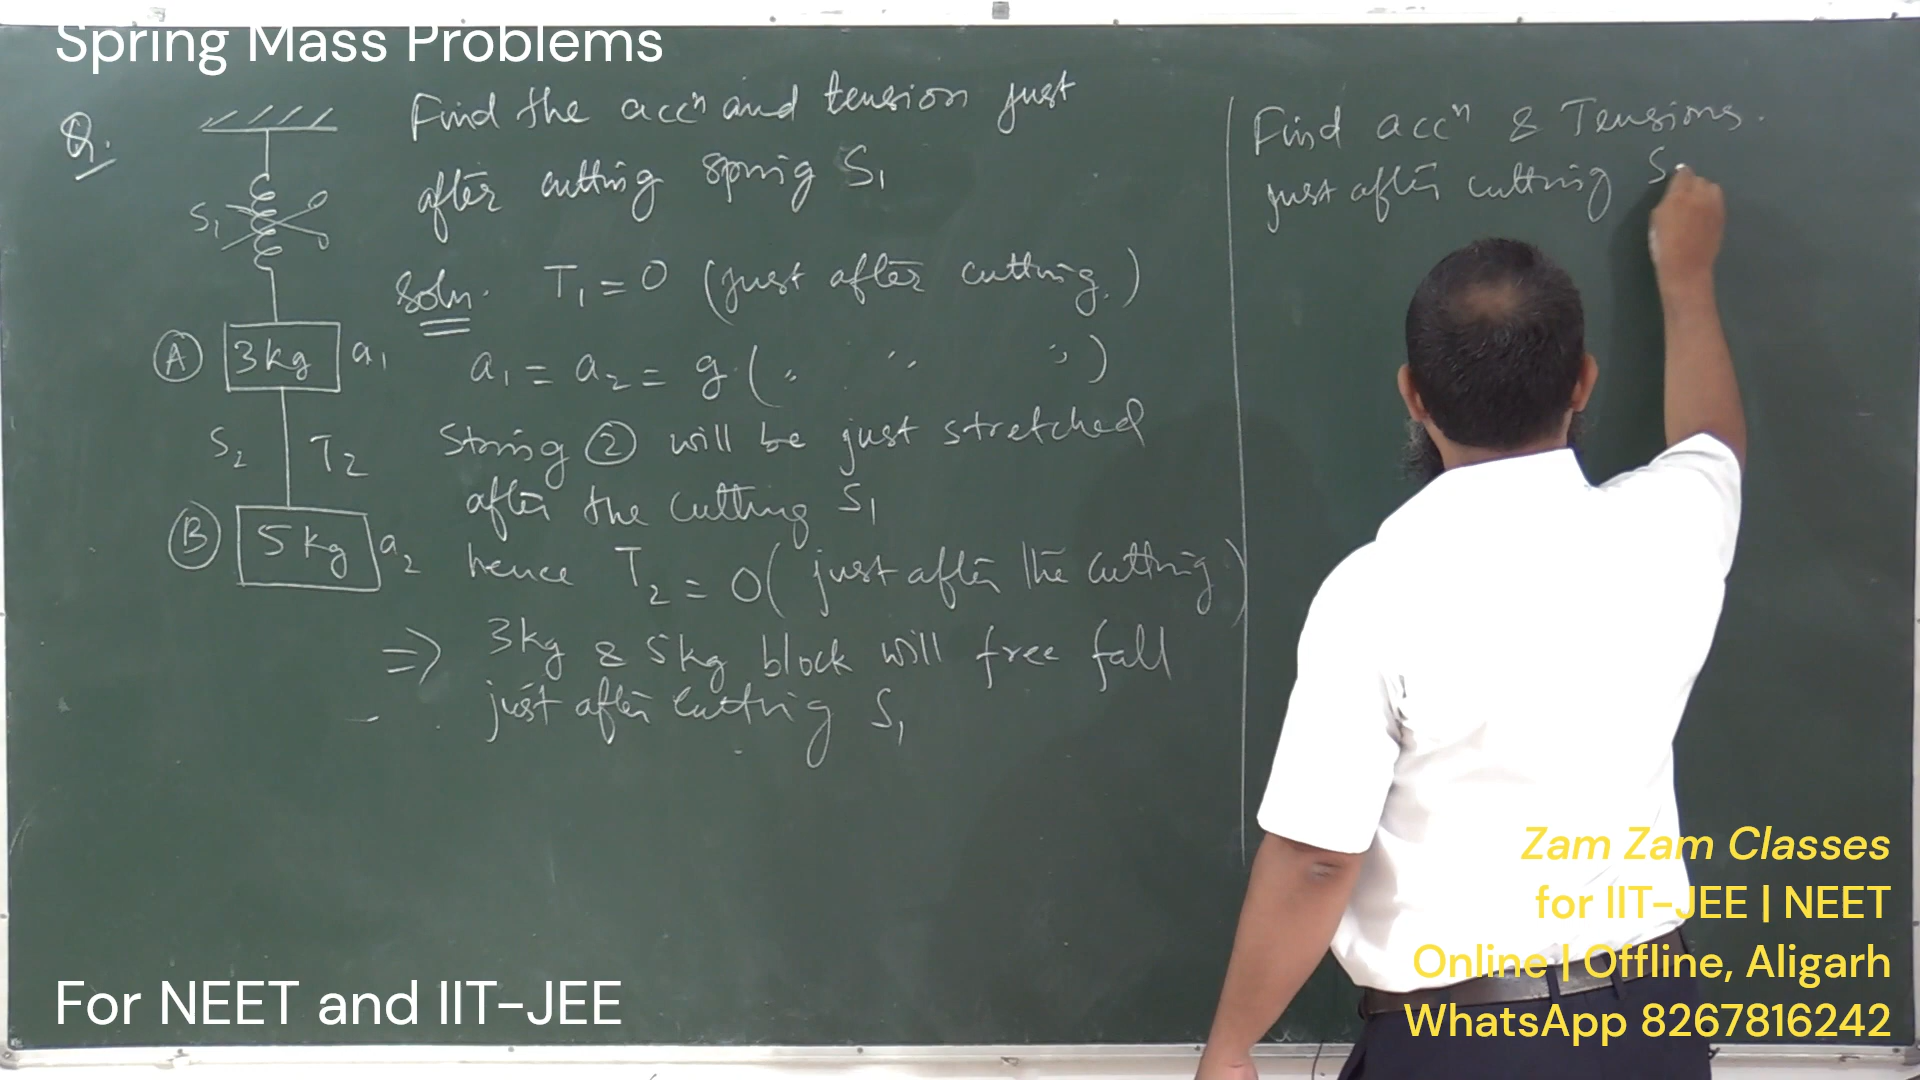 Spring Mass Problems
Q.
Find the accⁿ and tension just
after cutting spring S₁
S₁
Soln. T₁ = 0 (just after cutting.)
A 3kg a₁
a₁ = a₂ = g ( " " " )
S₂ T₂
String ② will be just stretched
after the cutting S₁
B 5kg a₂
hence T₂ = 0 ( just after the cutting )
⇒ 3kg & 5kg block will free fall
just after cutting S₁
Find accⁿ & Tensions.
just after cutting S
Zam Zam Classes
for IIT-JEE | NEET
Online | Offline, Aligarh
WhatsApp 8267816242
For NEET and IIT-JEE